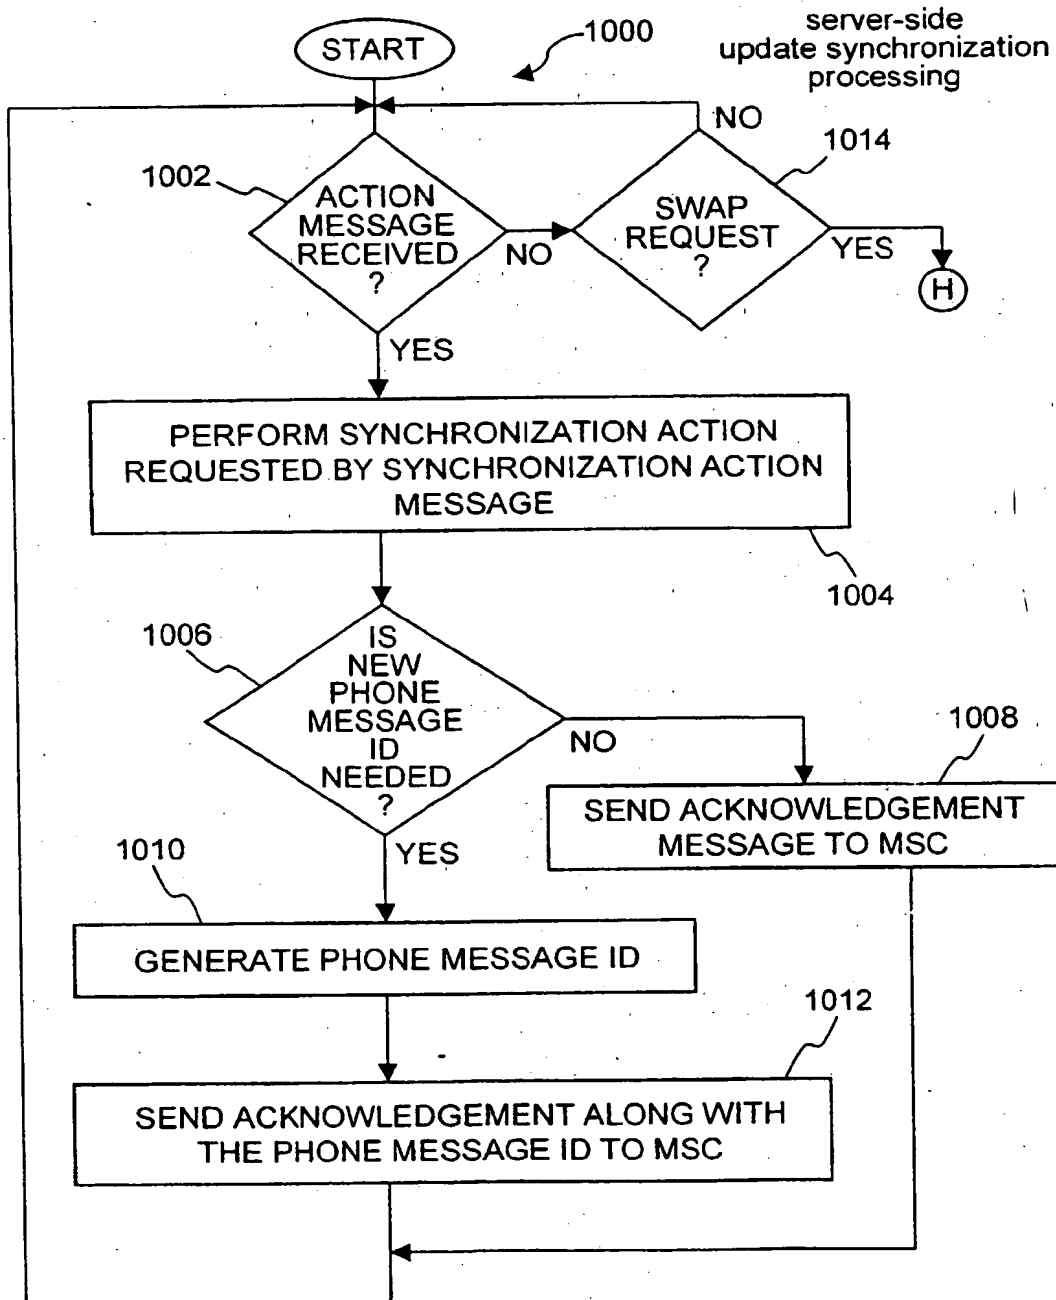 server-side
update synchronization
processing
START
1000
NO
1014
1002
ACTION
MESSAGE
RECEIVED
?
NO
SWAP
REQUEST
?
YES
H
YES
PERFORM SYNCHRONIZATION ACTION
REQUESTED BY SYNCHRONIZATION ACTION
MESSAGE
1004
1006
IS
NEW
PHONE
MESSAGE
ID
NEEDED
?
NO
1008
SEND ACKNOWLEDGEMENT
MESSAGE TO MSC
YES
1010
GENERATE PHONE MESSAGE ID
1012
SEND ACKNOWLEDGEMENT ALONG WITH
THE PHONE MESSAGE ID TO MSC